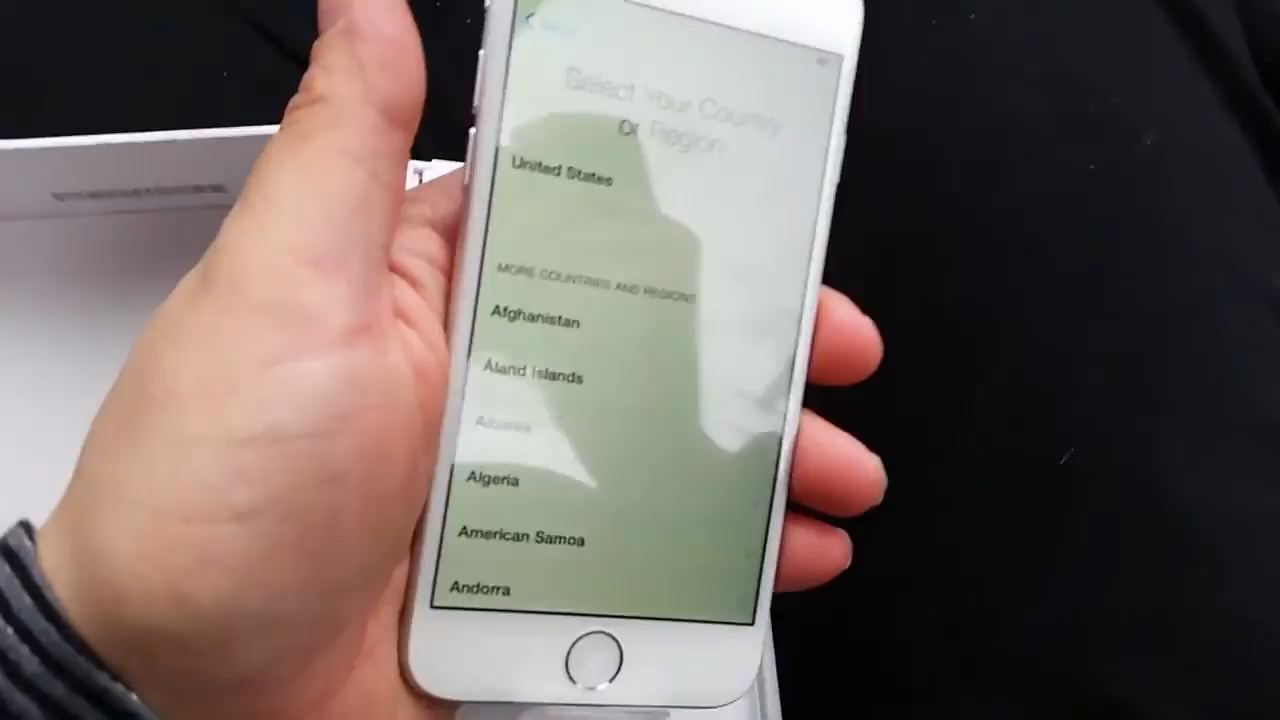 Select Your Country
Or Region
United States
MORE COUNTRIES AND REGIONS
Afghanistan
Åland Islands
Albania
Algeria
American Samoa
Andorra